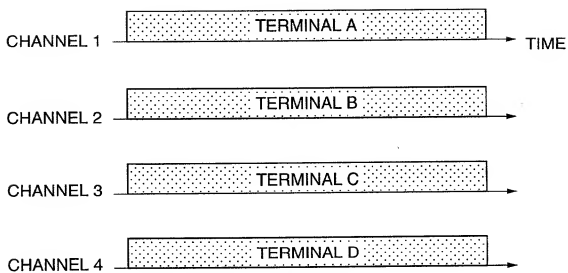 TERMINAL A
CHANNEL 1
TIME
TERMINAL B
CHANNEL 2
TERMINAL C
CHANNEL 3
TERMINAL D
CHANNEL 4